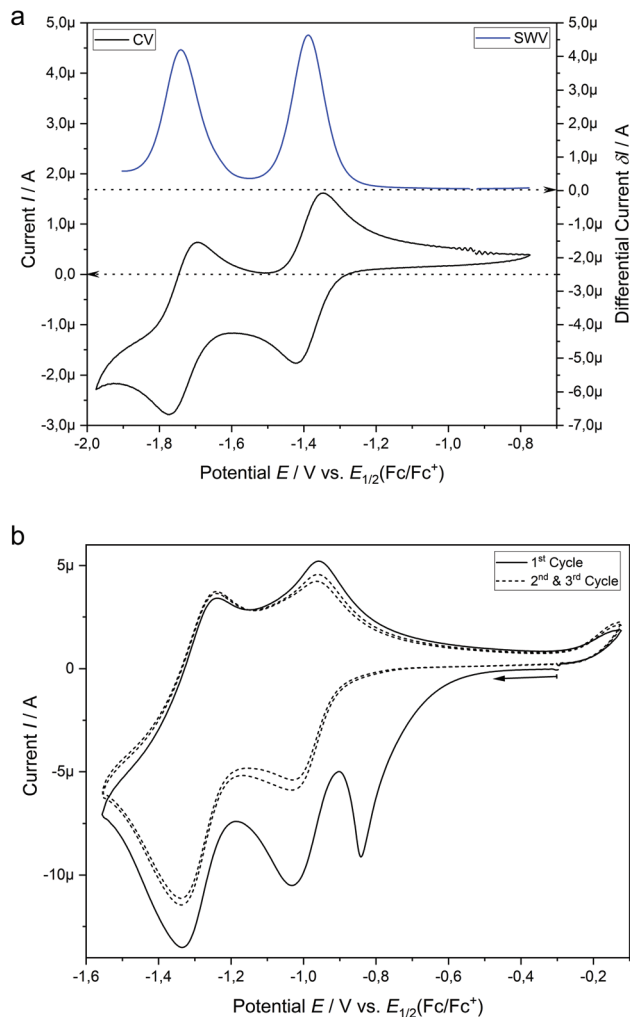 a
CV
SWV
5,0µ
4,0µ
3,0µ
2,0µ
1,0µ
0,0
-1,0µ
-2,0µ
-3,0µ
Current I / A
5,0µ
4,0µ
3,0µ
2,0µ
1,0µ
0,0
-1,0µ
-2,0µ
-3,0µ
-4,0µ
-5,0µ
-6,0µ
-7,0µ
Differential Current δI / A
-2,0 -1,8 -1,6 -1,4 -1,2 -1,0 -0,8
Potential E / V vs. E1/2(Fc/Fc+)
b
1st Cycle
2nd & 3rd Cycle
5µ
0
-5µ
-10µ
Current I / A
-1,6 -1,4 -1,2 -1,0 -0,8 -0,6 -0,4 -0,2
Potential E / V vs. E1/2(Fc/Fc+)